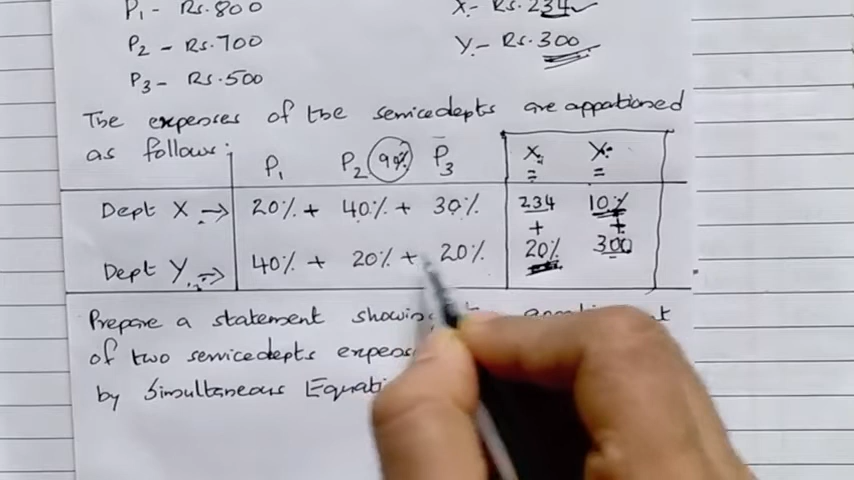 P1 - Rs.800 X - Rs.234
P2 - Rs.700 Y - Rs.300
P3 - Rs.500
The expenses of the service depts are apportioned
as follows: P1 P2 90% P3 X Y
Dept X → 20% + 40% + 30% 234 10%
+ +
Dept Y → 40% + 20% + 20% 20% 300
Prepare a statement showing
of two service depts
by Simultaneous